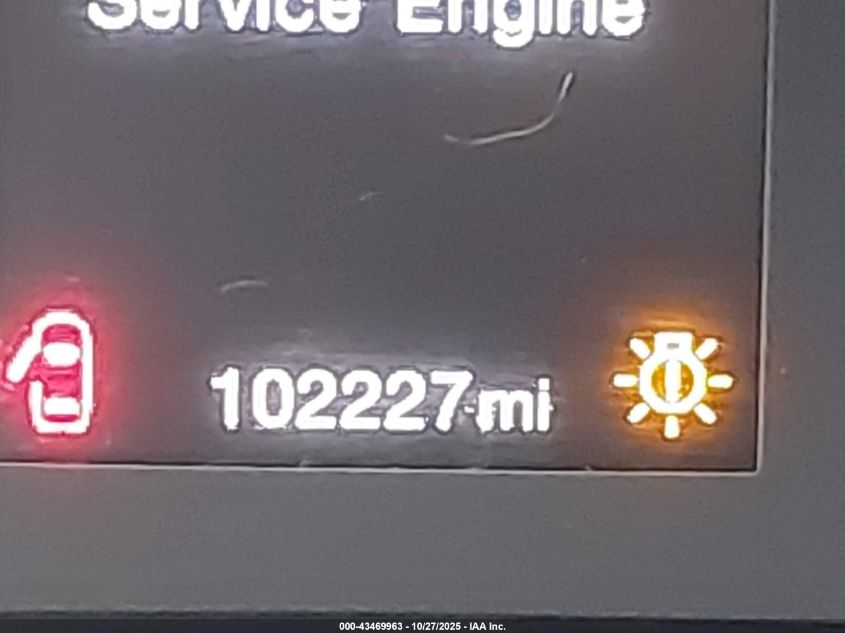 Service Engine
102227 mi
000-43469963 - 10/27/2025 - IAA Inc.